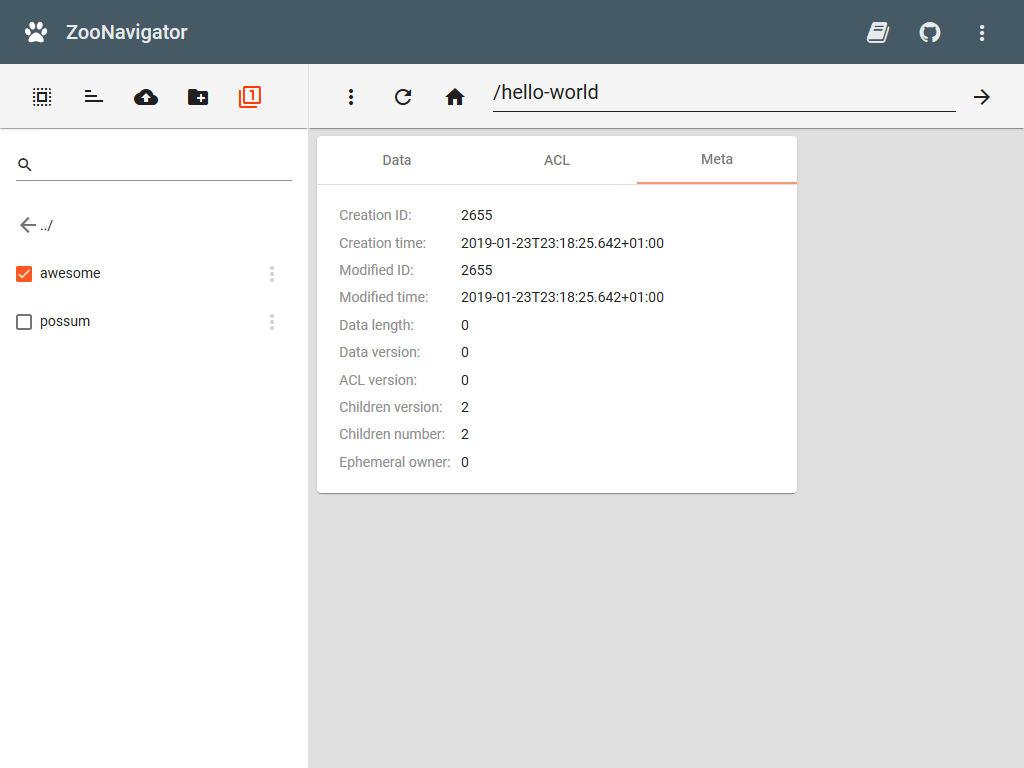 ZooNavigator
1
/hello-world
../
awesome
possum
Data ACL Meta
Creation ID: 2655
Creation time: 2019-01-23T23:18:25.642+01:00
Modified ID: 2655
Modified time: 2019-01-23T23:18:25.642+01:00
Data length: 0
Data version: 0
ACL version: 0
Children version: 2
Children number: 2
Ephemeral owner: 0